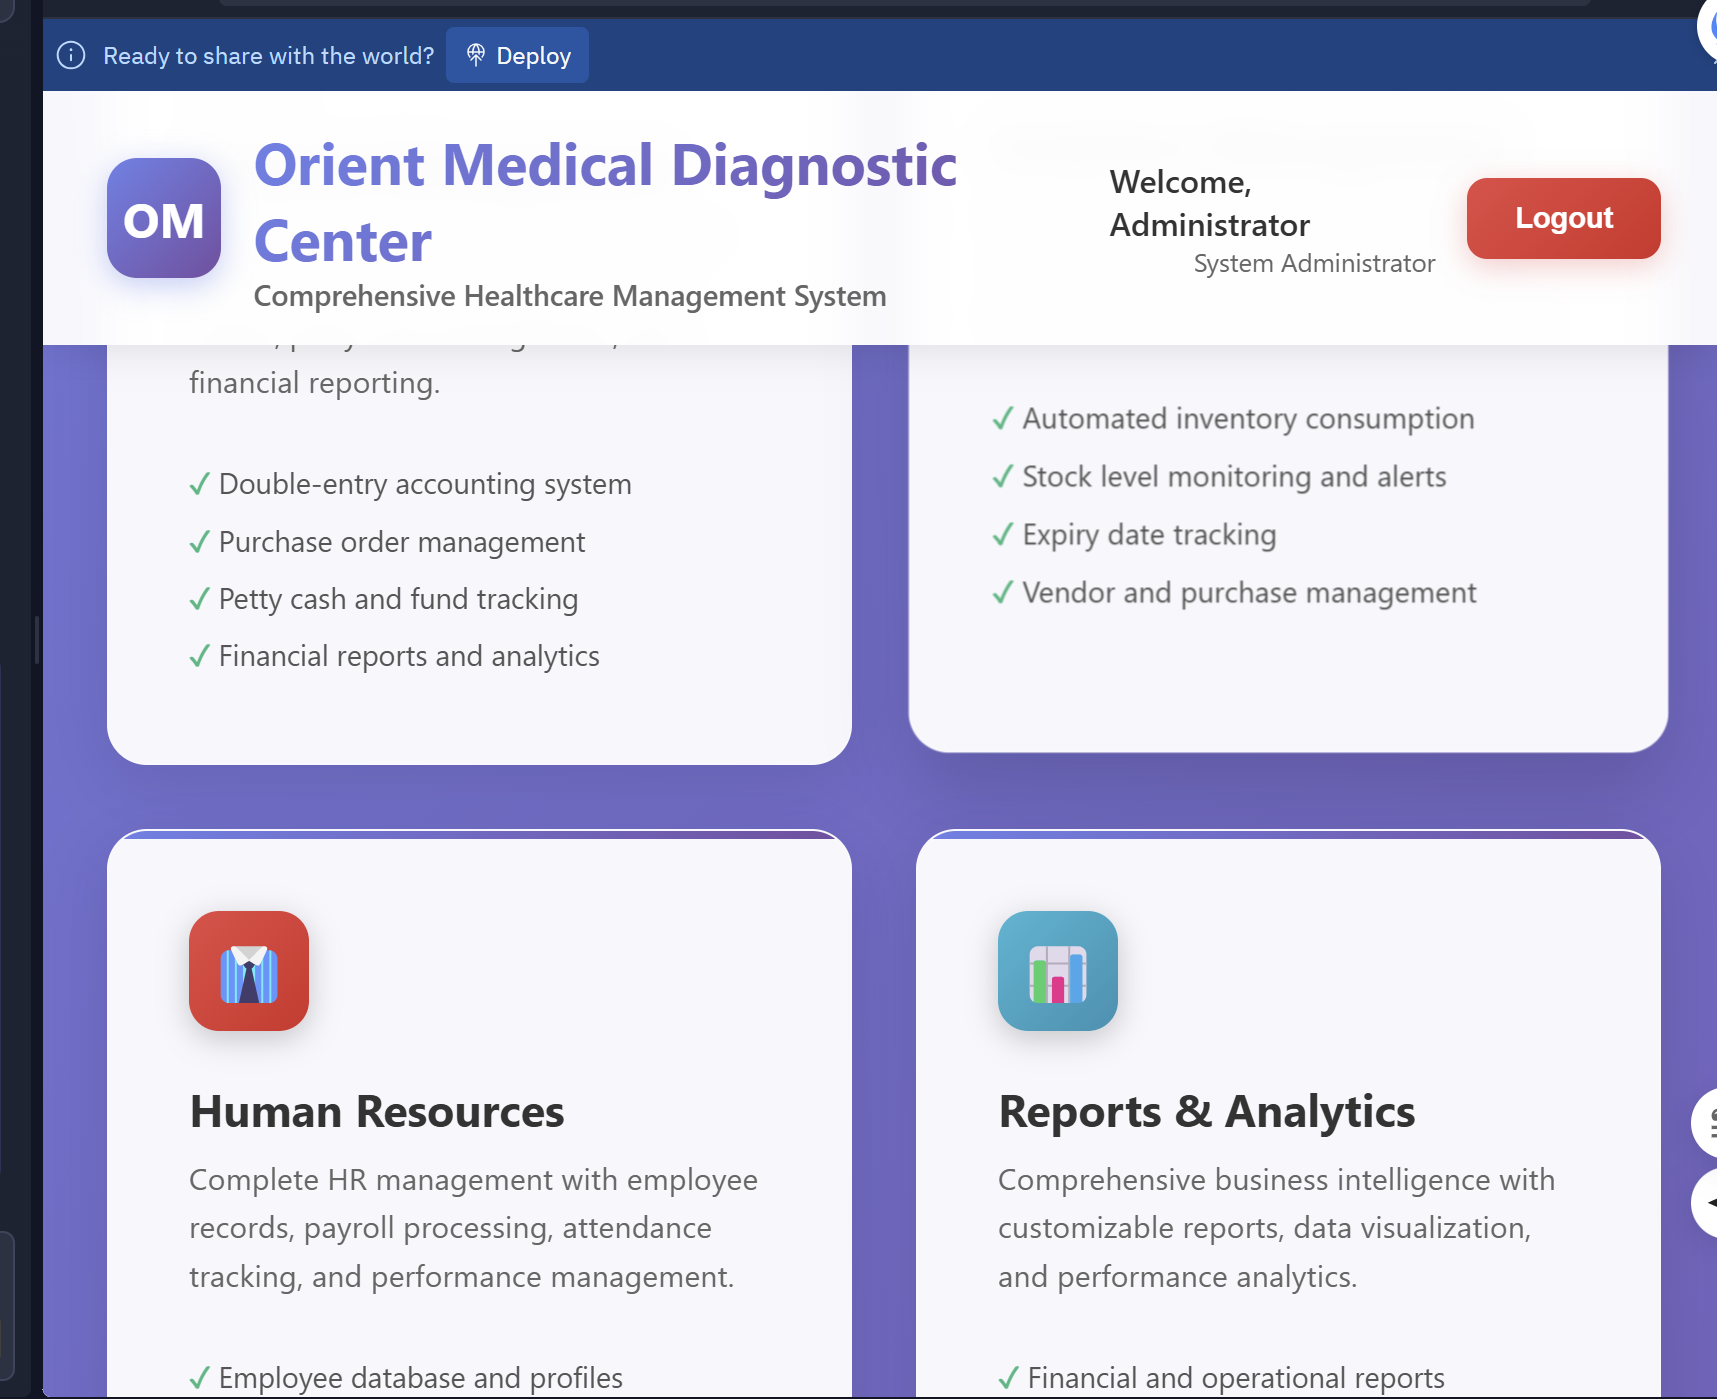 Ready to share with the world?
Deploy
OM
Orient Medical Diagnostic
Center
Comprehensive Healthcare Management System
Welcome,
Administrator
System Administrator
Logout
financial reporting.
✓ Double-entry accounting system
✓ Purchase order management
✓ Petty cash and fund tracking
✓ Financial reports and analytics
✓ Automated inventory consumption
✓ Stock level monitoring and alerts
✓ Expiry date tracking
✓ Vendor and purchase management
Human Resources
Complete HR management with employee
records, payroll processing, attendance
tracking, and performance management.
✓ Employee database and profiles
Reports & Analytics
Comprehensive business intelligence with
customizable reports, data visualization,
and performance analytics.
✓ Financial and operational reports